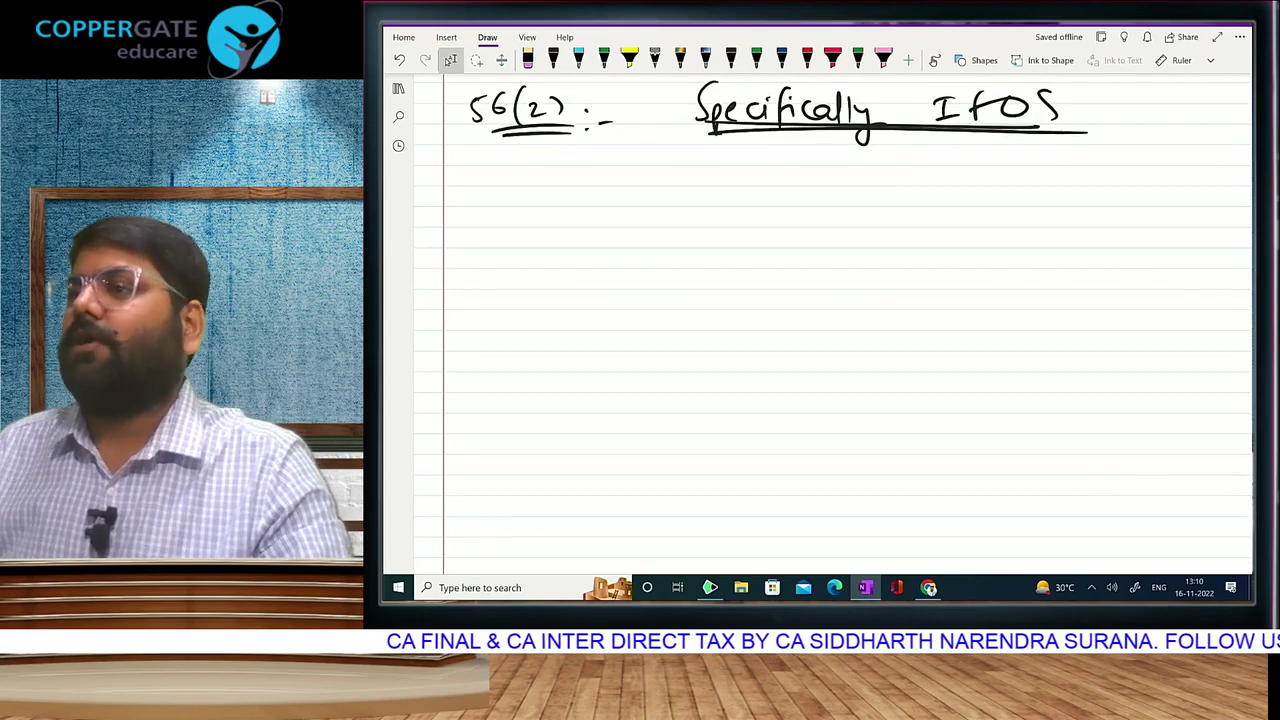 COPPERGATE
educare
Home Insert Draw View Help
Saved offline Share
Shapes Ink to Shape Ink to Text Ruler
56(2) :- Specifically IFOS
Type here to search
30°C ENG 13:10
16-11-2022
CA FINAL & CA INTER DIRECT TAX BY CA SIDDHARTH NARENDRA SURANA. FOLLOW US